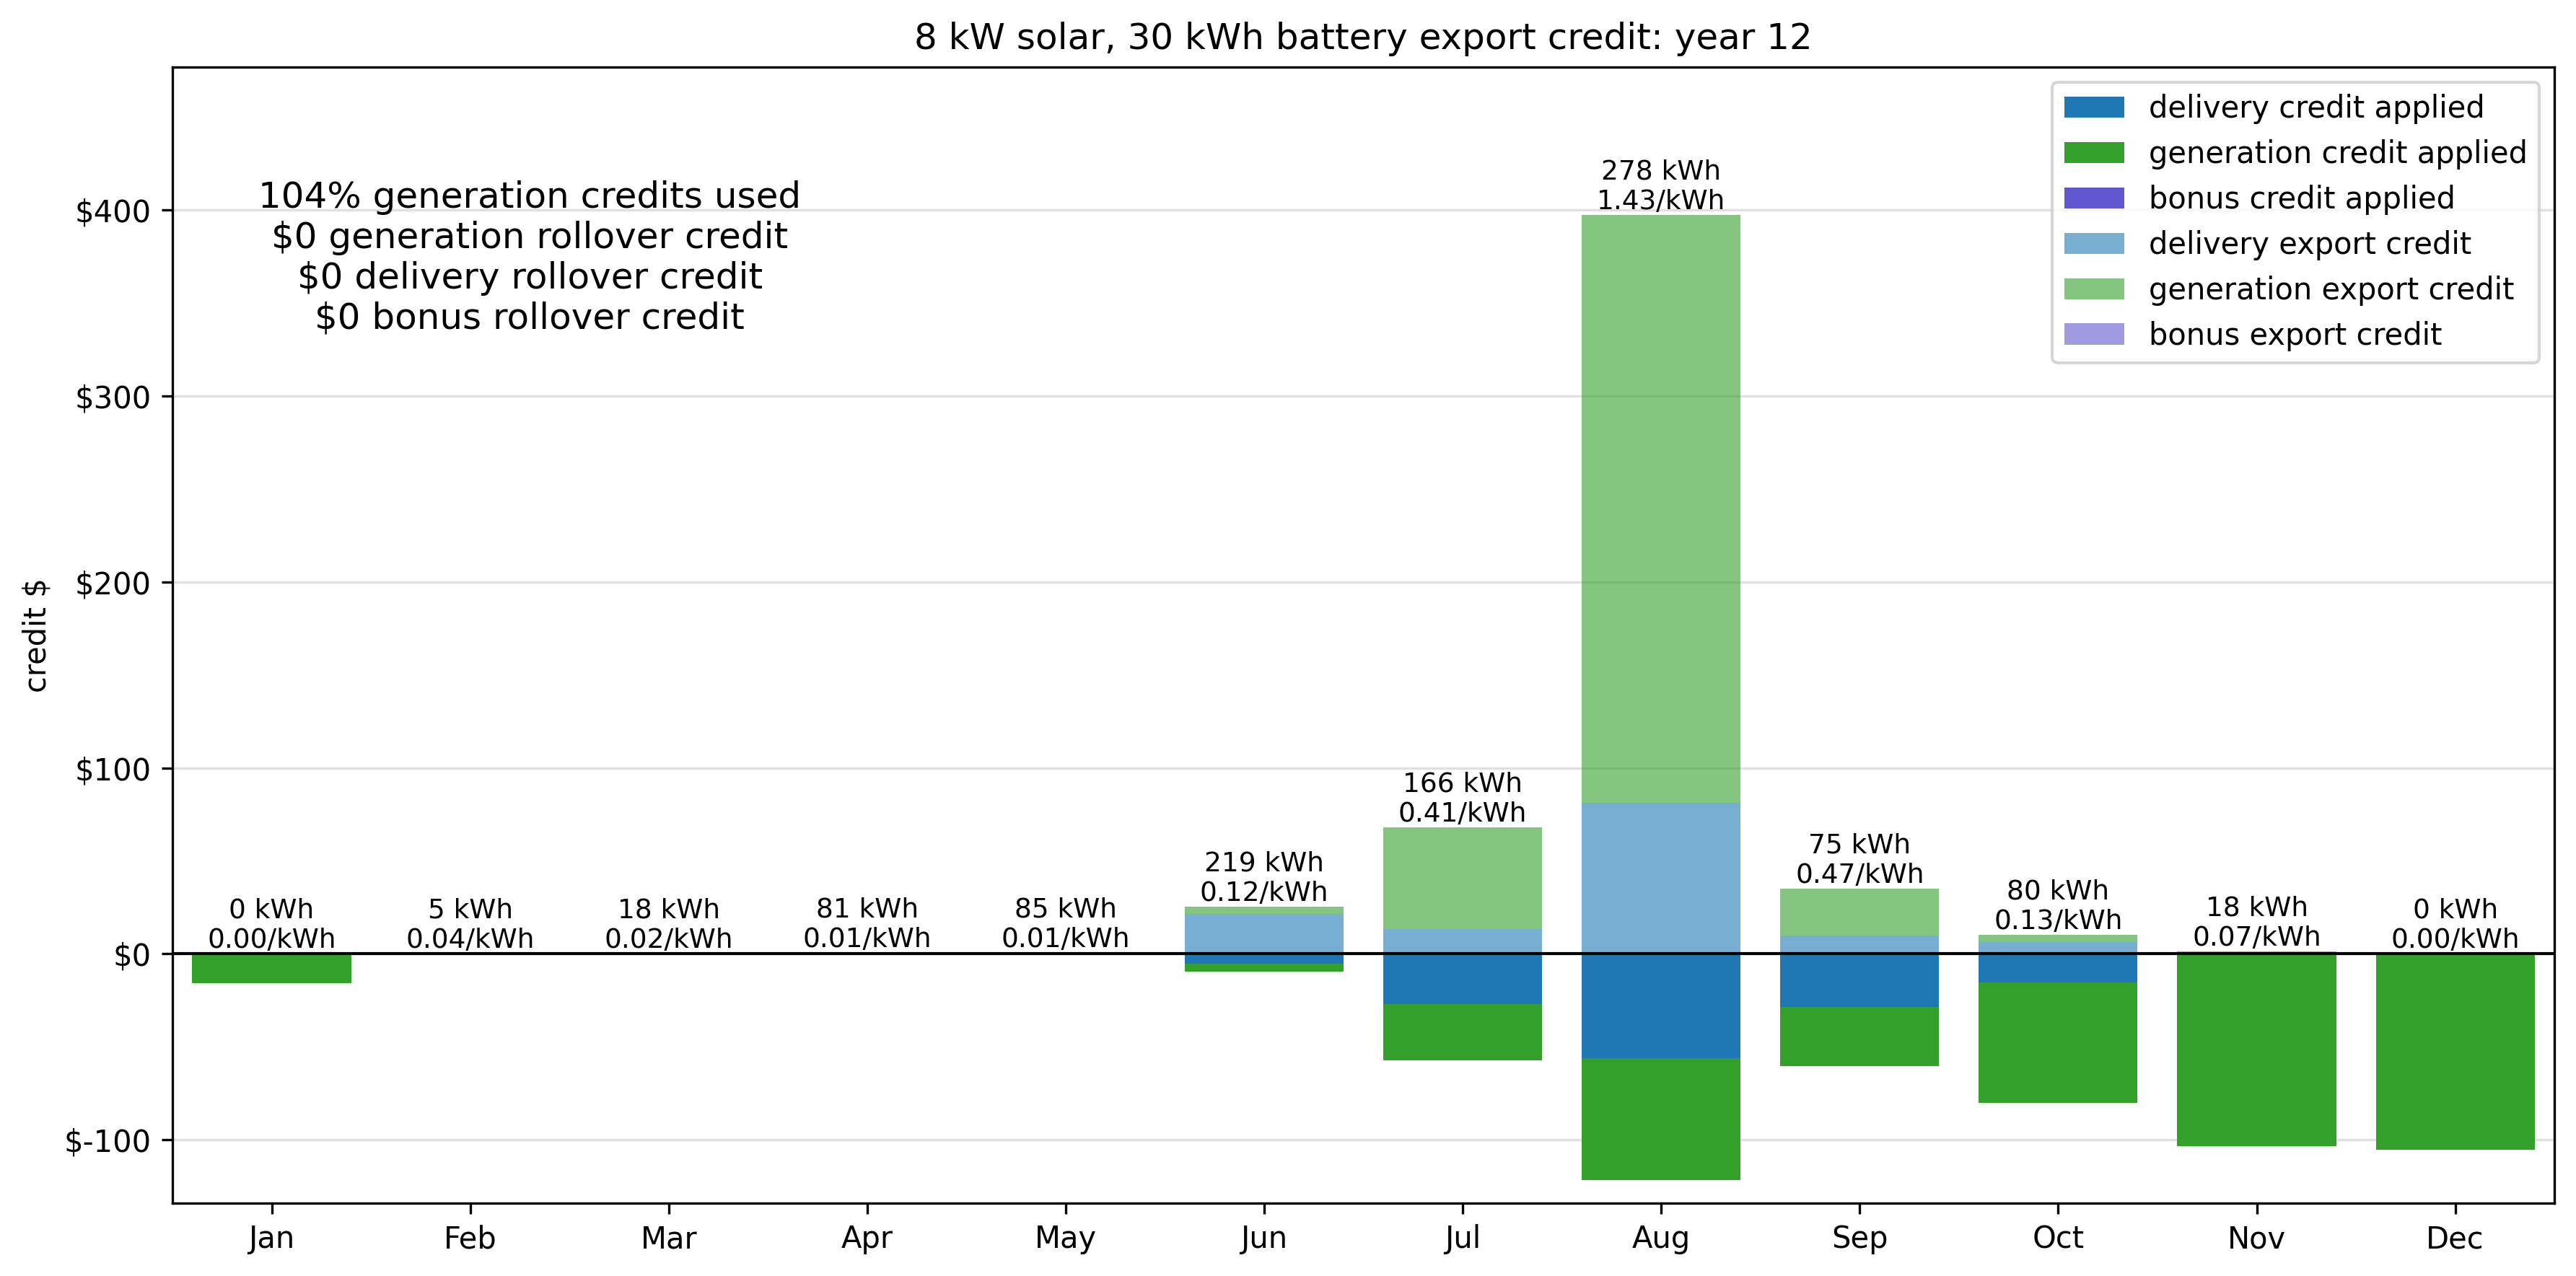 8 kW solar, 30 kWh battery export credit: year 12
delivery credit applied
generation credit applied
bonus credit applied
delivery export credit
generation export credit
bonus export credit
104% generation credits used
$0 generation rollover credit
$0 delivery rollover credit
$0 bonus rollover credit
credit $
$400
$300
$200
$100
$0
$-100
0 kWh
0.00/kWh
5 kWh
0.04/kWh
18 kWh
0.02/kWh
81 kWh
0.01/kWh
85 kWh
0.01/kWh
219 kWh
0.12/kWh
166 kWh
0.41/kWh
278 kWh
1.43/kWh
75 kWh
0.47/kWh
80 kWh
0.13/kWh
18 kWh
0.07/kWh
0 kWh
0.00/kWh
Jan
Feb
Mar
Apr
May
Jun
Jul
Aug
Sep
Oct
Nov
Dec